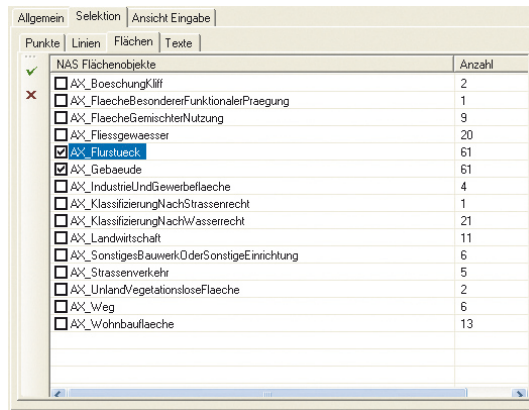 Allgemein Selektion Ansicht Eingabe
Punkte Linien Flächen Texte
NAS Flächenobjekte Anzahl
AX_BoeschungKliff 2
AX_FlaecheBesondererFunktionalerPraegung 1
AX_FlaecheGemischterNutzung 9
AX_Fliessgewaesser 20
AX_Flurstueck 61
AX_Gebaeude 61
AX_IndustrieUndGewerbeflaeche 4
AX_KlassifizierungNachStrassenrecht 1
AX_KlassifizierungNachWasserrecht 21
AX_Landwirtschaft 11
AX_SonstigesBauwerkOderSonstigeEinrichtung 6
AX_Strassenverkehr 5
AX_UnlandVegetationsloseFlaeche 2
AX_Weg 6
AX_Wohnbauflaeche 13